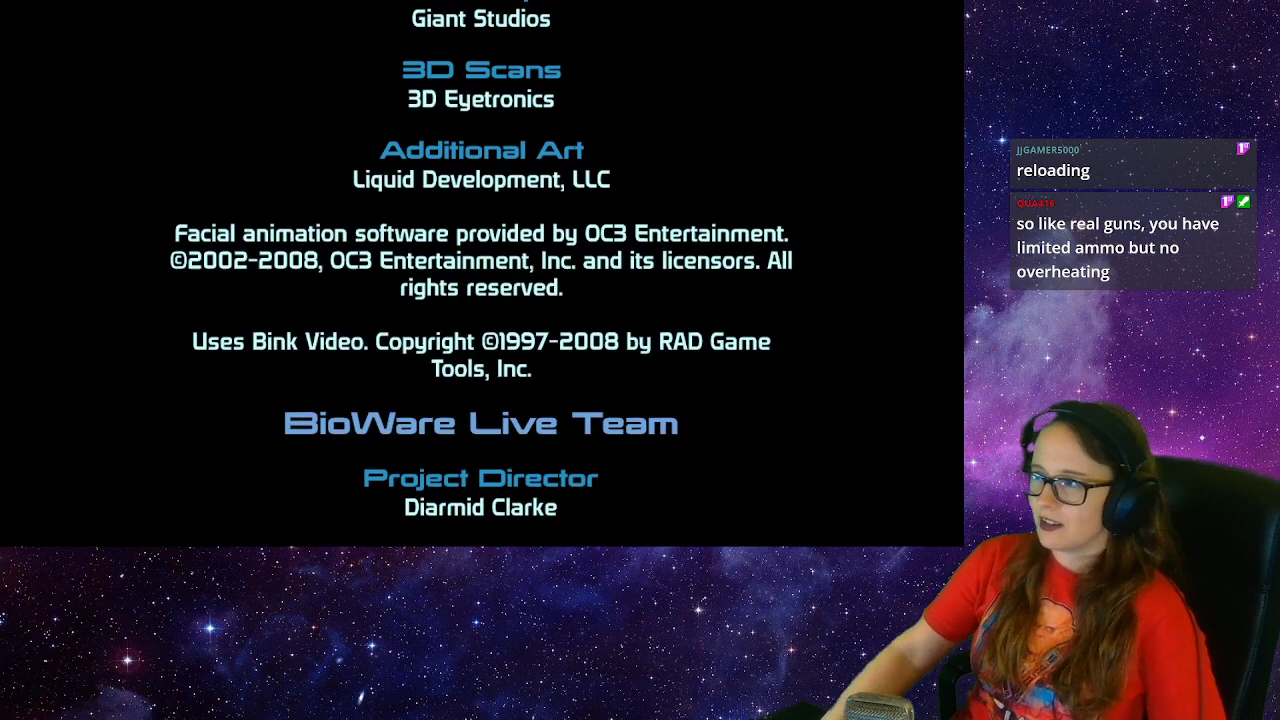 Giant Studios
3D Scans
3D Eyetronics
Additional Art
Liquid Development, LLC
Facial animation software provided by OC3 Entertainment.
©2002-2008, OC3 Entertainment, Inc. and its licensors. All
rights reserved.
Uses Bink Video. Copyright ©1997-2008 by RAD Game
Tools, Inc.
BioWare Live Team
Project Director
Diarmid Clarke
JJGAMER5000
reloading
QUA418
so like real guns, you have
limited ammo but no
overheating